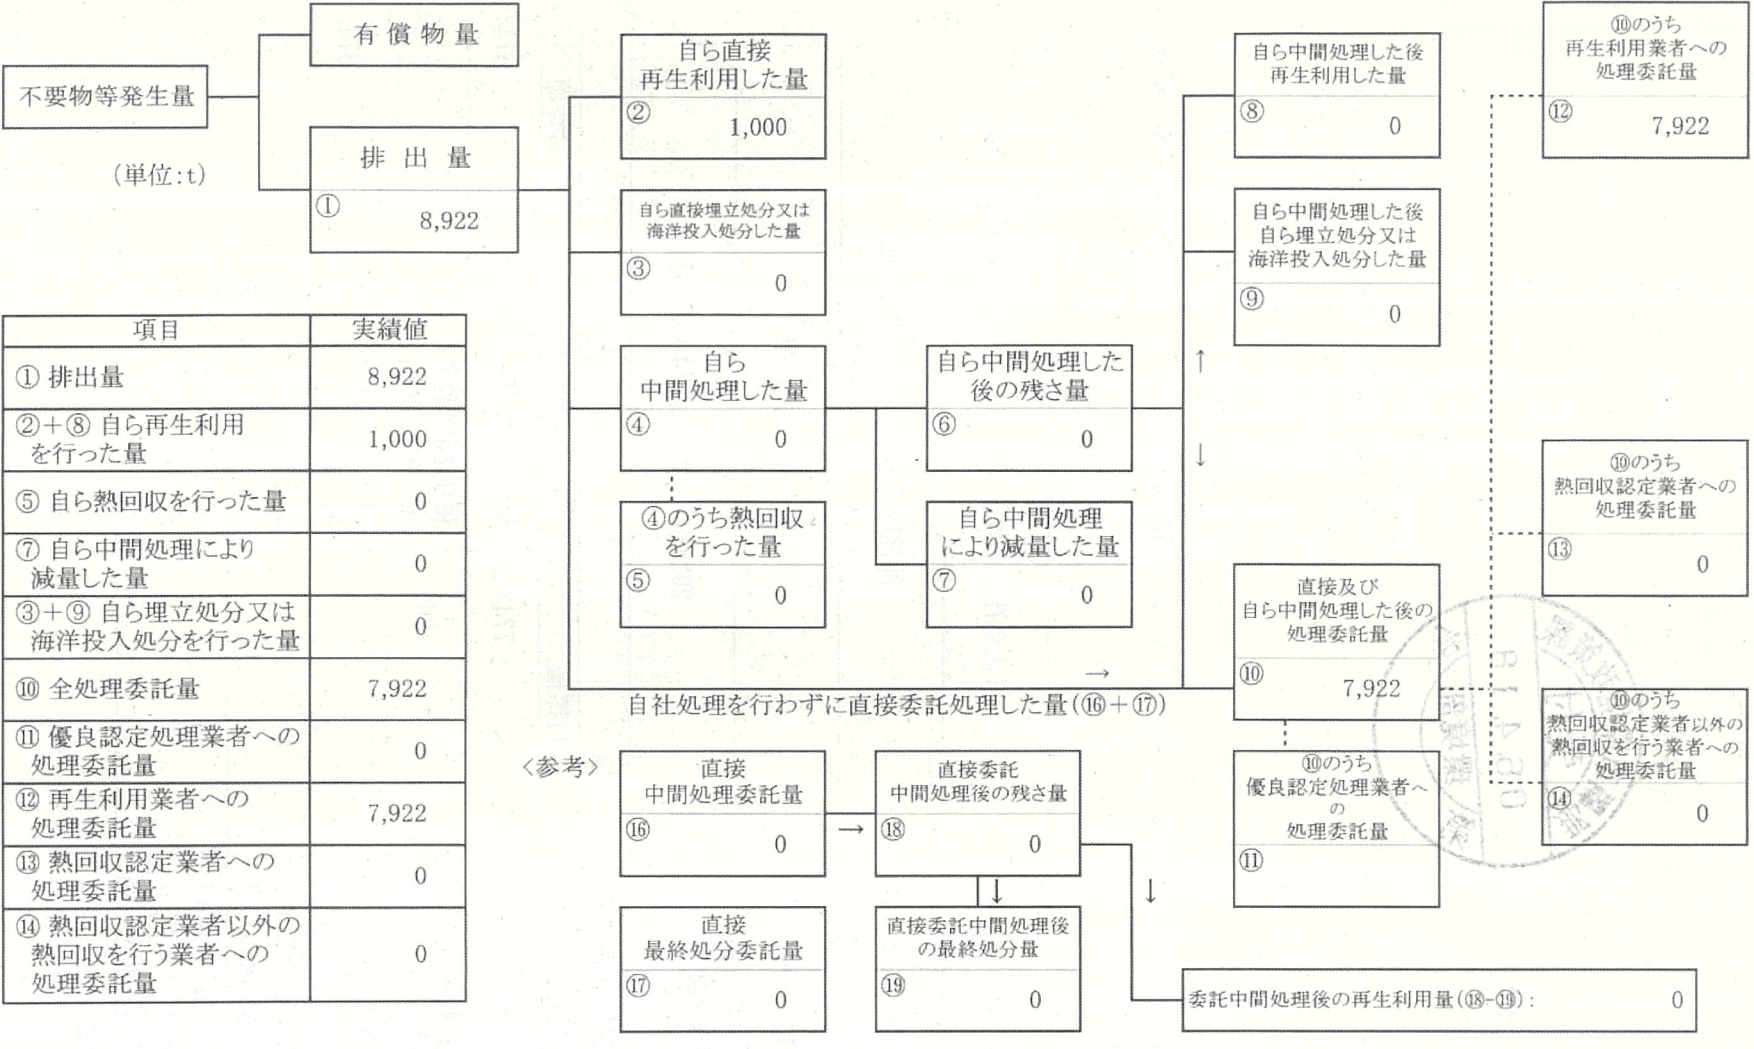 不要物等発生量
(単位:t)
有償物量
排出量
①
8,922
自ら直接
再生利用した量
②
1,000
自ら直接埋立処分又は
海洋投入処分した量
③
0
自ら
中間処理した量
④
0
④のうち熱回収
を行った量
⑤
0
自ら中間処理した
後の残さ量
⑥
0
自ら中間処理
により減量した量
⑦
0
自ら中間処理した後
再生利用した量
⑧
0
自ら中間処理した後
自ら埋立処分又は
海洋投入処分した量
⑨
0
↑
↓
→
自社処理を行わずに直接委託処理した量(⑯+⑰)
直接及び
自ら中間処理した後の
処理委託量
⑩
7,922
⑩のうち
優良認定処理業者へ
の
処理委託量
⑪
⑩のうち
再生利用業者への
処理委託量
⑫
7,922
⑩のうち
熱回収認定業者への
処理委託量
⑬
0
⑩のうち
熱回収認定業者以外の
熱回収を行う業者への
処理委託量
⑭
0
項目 実績値
① 排出量 8,922
②+⑧ 自ら再生利用
を行った量 1,000
⑤ 自ら熱回収を行った量 0
⑦ 自ら中間処理により
減量した量 0
③+⑨ 自ら埋立処分又は
海洋投入処分を行った量 0
⑩ 全処理委託量 7,922
⑪ 優良認定処理業者への
処理委託量 0
⑫ 再生利用業者への
処理委託量 7,922
⑬ 熱回収認定業者への
処理委託量 0
⑭ 熱回収認定業者以外の
熱回収を行う業者への
処理委託量 0
〈参考〉
直接
中間処理委託量
⑯
0
→
直接委託
中間処理後の残さ量
⑱
0
↓
↓
直接
最終処分委託量
⑰
0
直接委託中間処理後
の最終処分量
⑲
0
委託中間処理後の再生利用量(⑱-⑲): 0